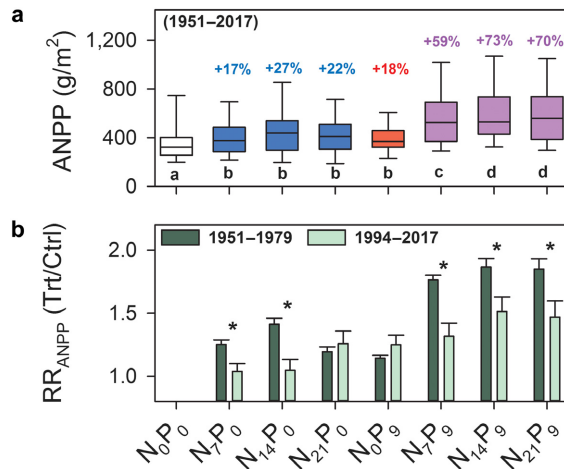 a
(1951–2017)
ANPP (g/m²)
1,200
800
400
0
+17% +27% +22% +18% +59% +73% +70%
a b b b b c d d
b
RR_ANPP (Trt/Ctrl)
1951–1979 1994–2017
2.0
1.5
1.0
* * * * *
N₀P₀ N₇P₀ N₁₄P₀ N₂₁P₀ N₀P₉ N₇P₉ N₁₄P₉ N₂₁P₉